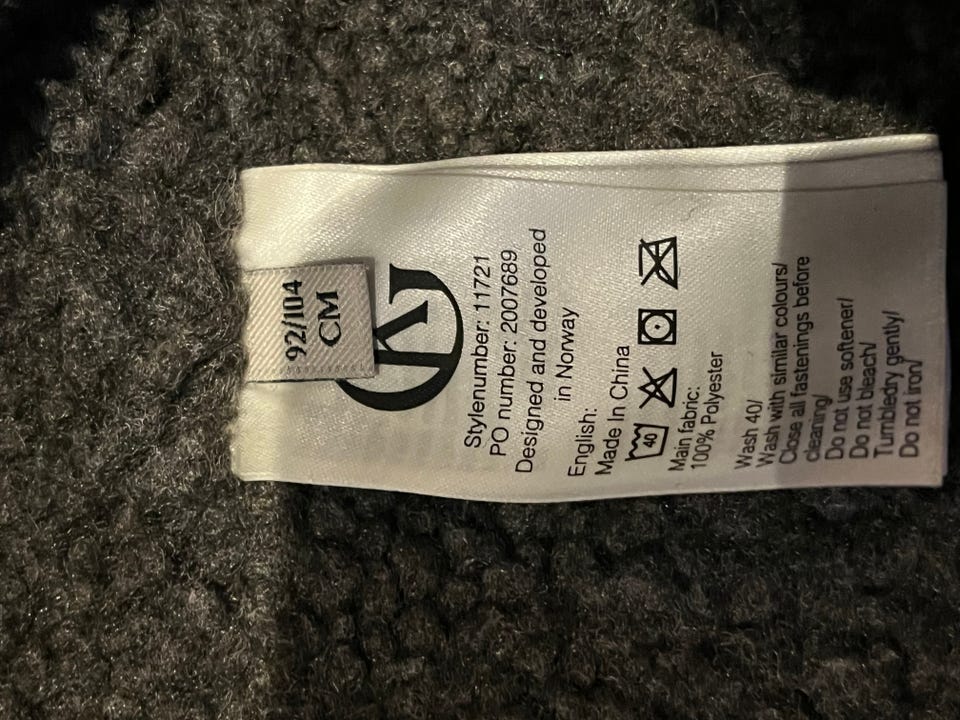 92/104
CM
Stylenumber: 11721
PO number: 2007689
Designed and developed
in Norway
English:
Made In China
40
Main fabric:
100% Polyester
Wash 40/
Wash with similar colours/
Close all fastenings before
cleaning/
Do not use softener/
Do not bleach/
Tumbledry gently/
Do not iron/